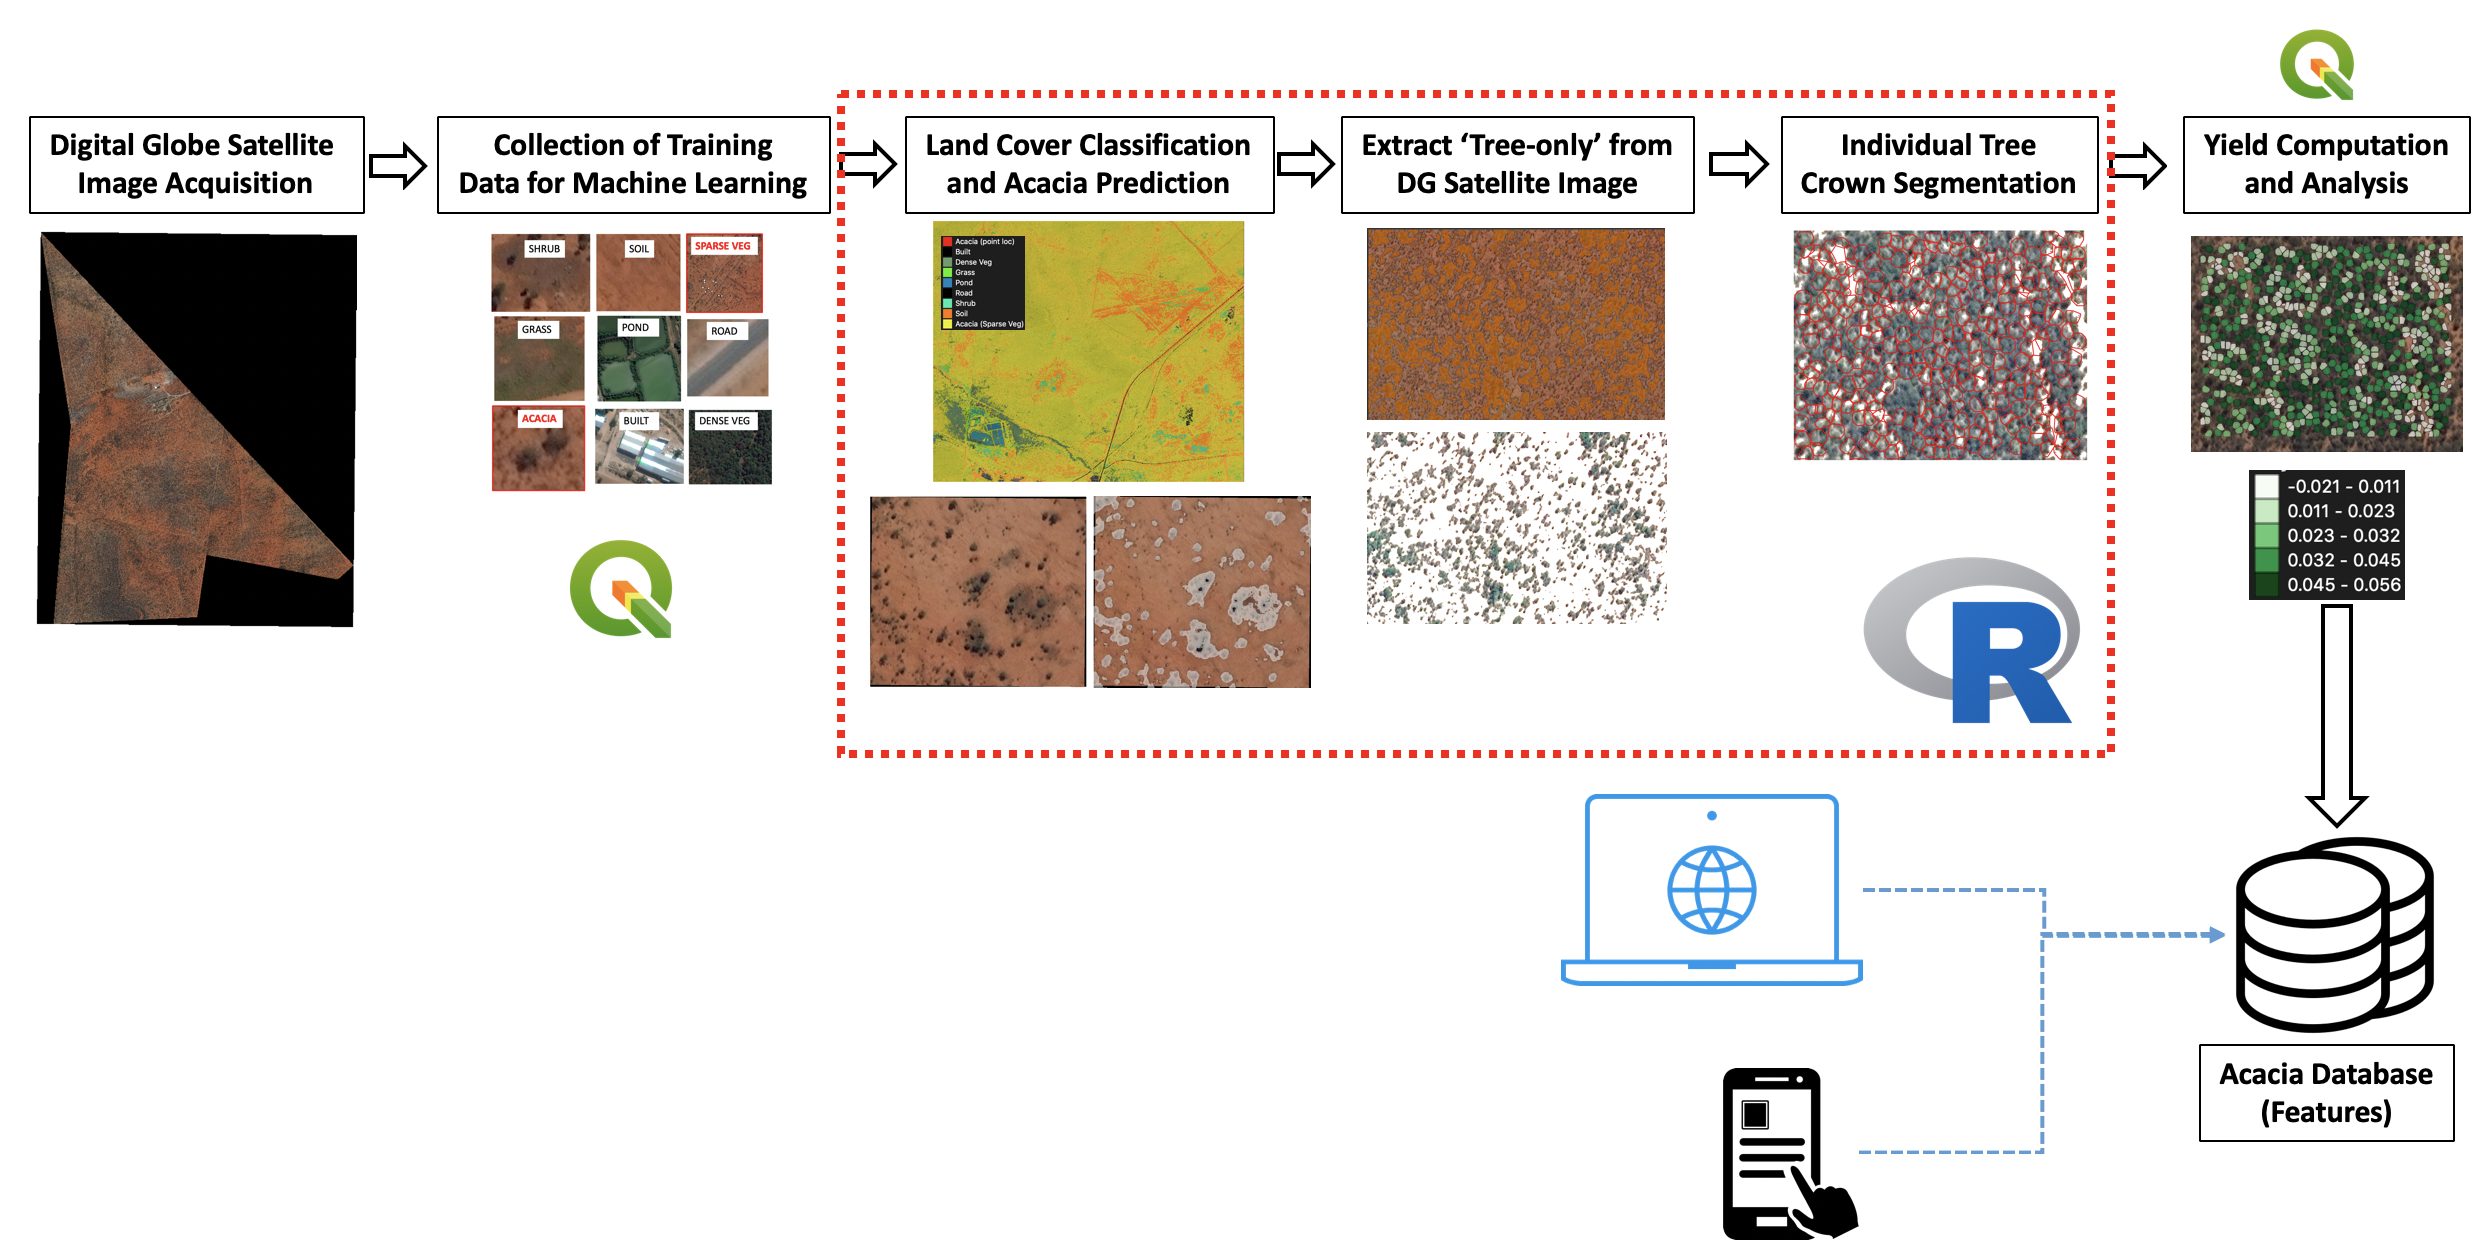 Digital Globe Satellite
Image Acquisition
Collection of Training
Data for Machine Learning
Land Cover Classification
and Acacia Prediction
Extract ‘Tree-only’ from
DG Satellite Image
Individual Tree
Crown Segmentation
Yield Computation
and Analysis
SHRUB
SOIL
SPARSE VEG
GRASS
POND
ROAD
ACACIA
BUILT
DENSE VEG
Acacia (point loc)
Built
Dense Veg
Grass
Pond
Road
Shrub
Soil
Acacia (Sparse Veg)
R
-0.021 - 0.011
0.011 - 0.023
0.023 - 0.032
0.032 - 0.045
0.045 - 0.056
Acacia Database
(Features)